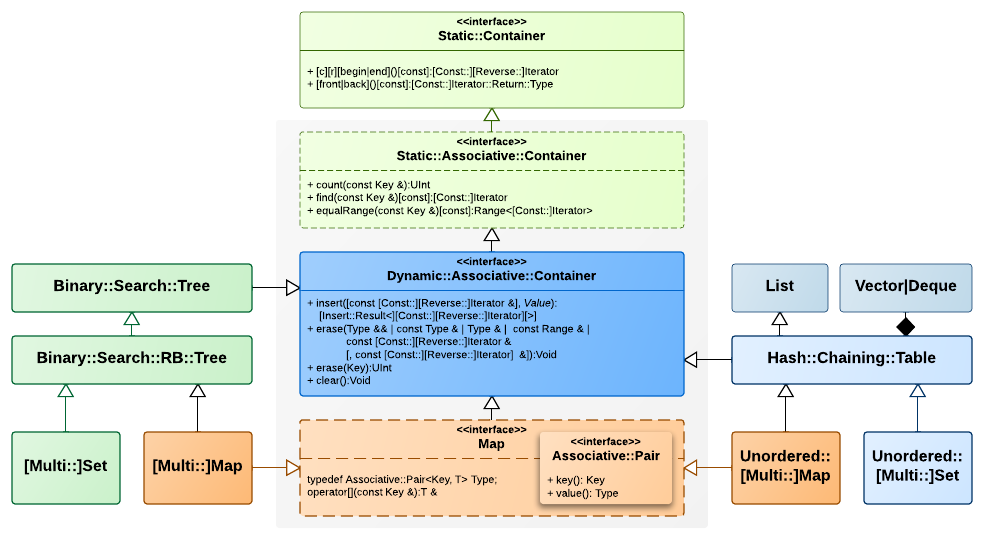 <<interface>>
Static::Container
+ [c][r][begin|end]()[const]:[Const::][Reverse::]Iterator
+ [front|back]()[const]:[Const::]Iterator::Return::Type
<<interface>>
Static::Associative::Container
+ count(const Key &):UInt
+ find(const Key &)[const]:[Const::]Iterator
+ equalRange(const Key &)[const]:Range<[Const::]Iterator>
<<interface>>
Dynamic::Associative::Container
+ insert([const [Const::][Reverse::]Iterator &], Value):
[Insert::Result<][Const::][Reverse::]Iterator][>]
+ erase(Type && | const Type & | Type & | const Range & |
const [Const::][Reverse::]Iterator &
[, const [Const::][Reverse::]Iterator] &]):Void
+ erase(Key):UInt
+ clear():Void
Binary::Search::Tree
Binary::Search::RB::Tree
[Multi::]Set
[Multi::]Map
List
Vector|Deque
Hash::Chaining::Table
Unordered::
[Multi::]Map
Unordered::
[Multi::]Set
<<interface>>
Map
typedef Associative::Pair<Key, T> Type;
operator[](const Key &):T &
<<interface>>
Associative::Pair
+ key(): Key
+ value(): Type